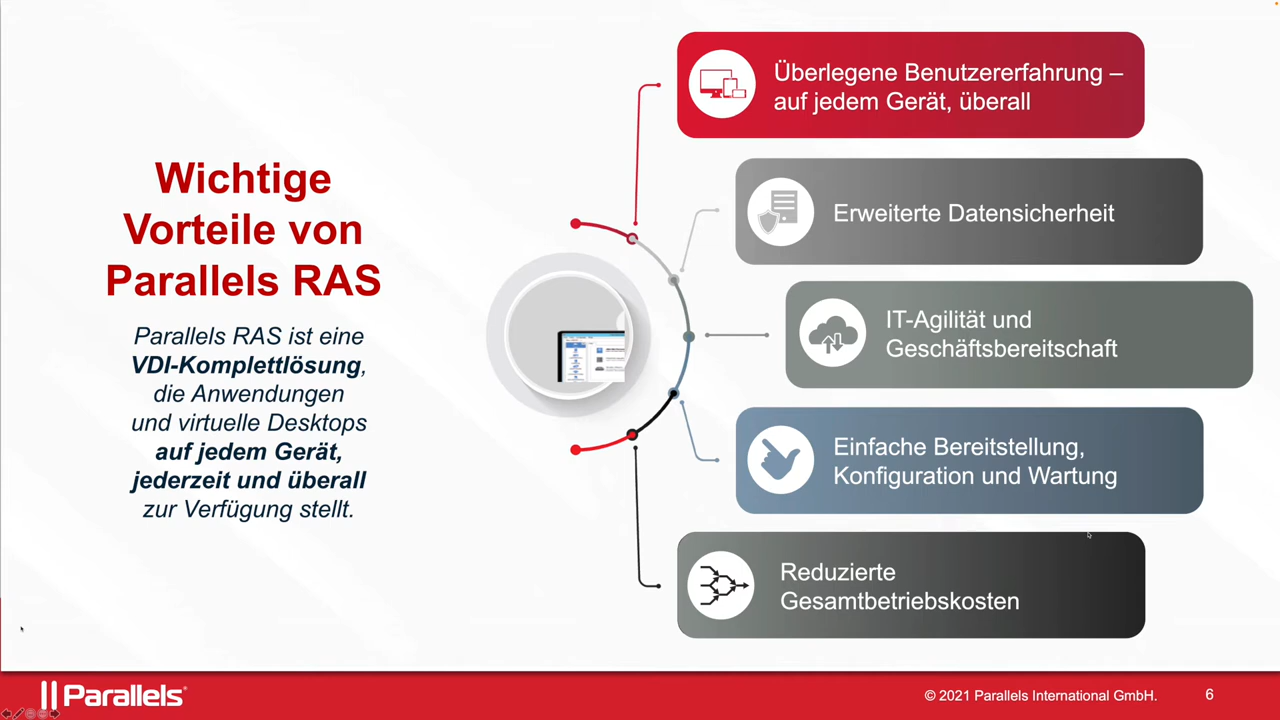 Wichtige
Vorteile von
Parallels RAS
Parallels RAS ist eine
VDI-Komplettlösung,
die Anwendungen
und virtuelle Desktops
auf jedem Gerät,
jederzeit und überall
zur Verfügung stellt.
Überlegene Benutzererfahrung –
auf jedem Gerät, überall
Erweiterte Datensicherheit
IT-Agilität und
Geschäftsbereitschaft
Einfache Bereitstellung,
Konfiguration und Wartung
Reduzierte
Gesamtbetriebskosten
Parallels®
© 2021 Parallels International GmbH.
6